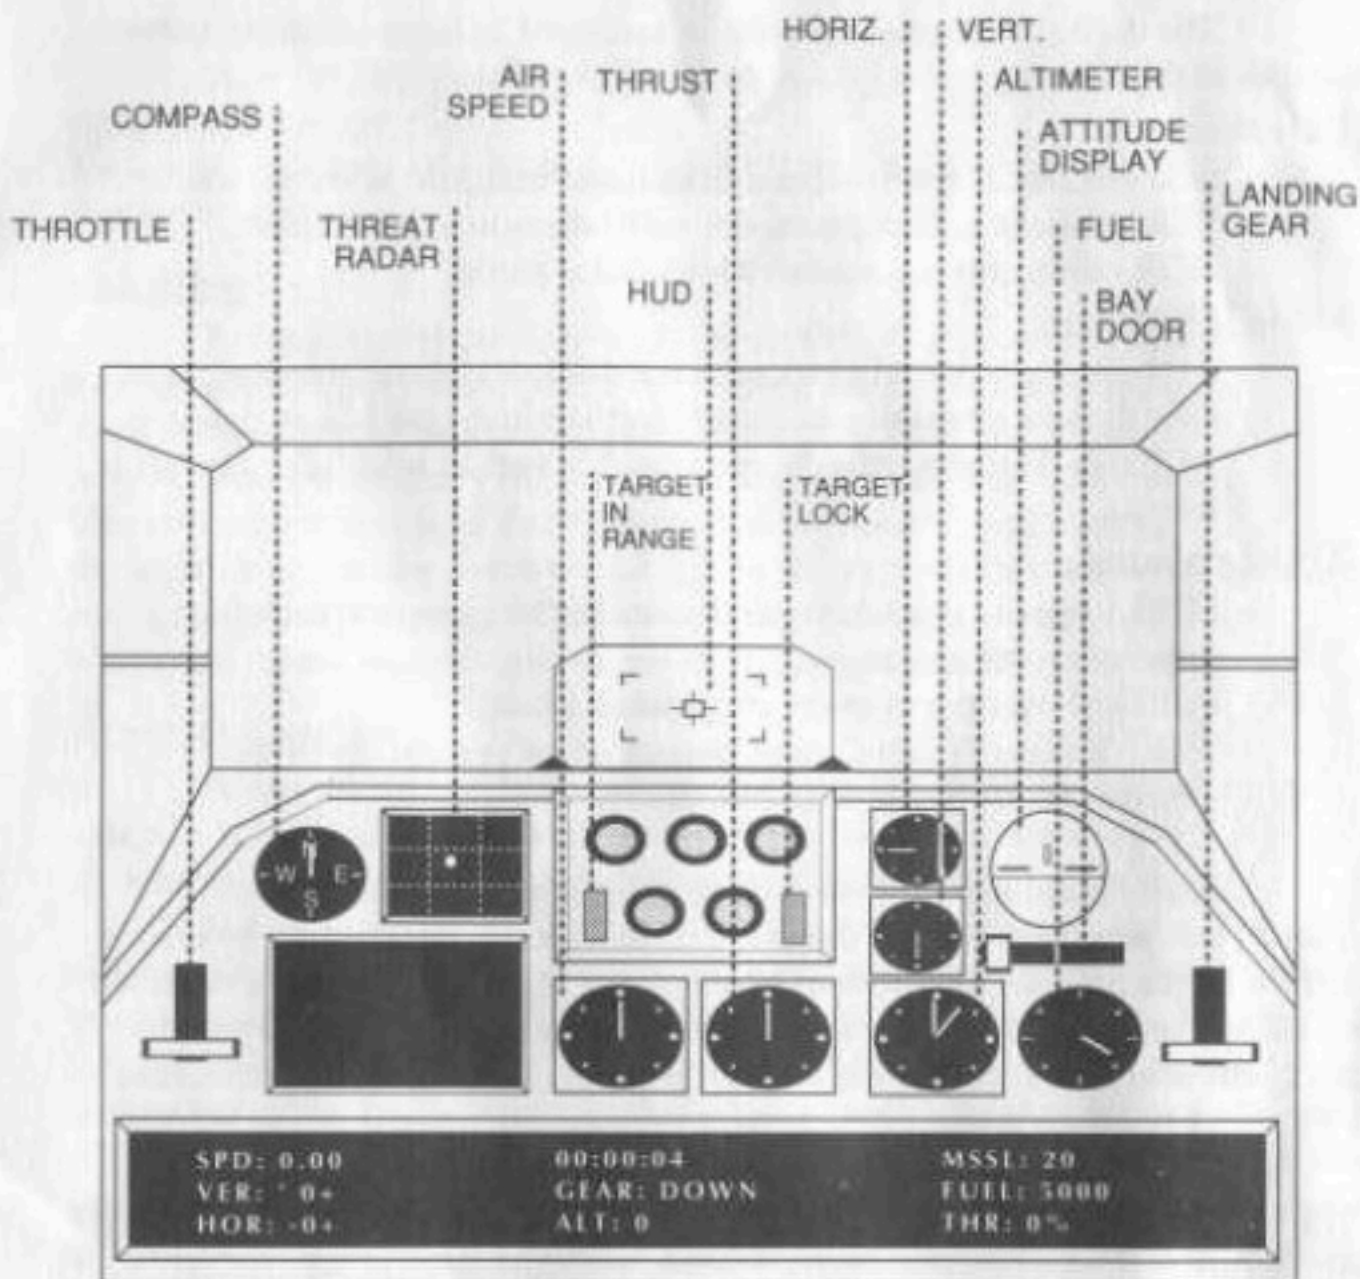 HORIZ.
VERT.
AIR
SPEED
THRUST
ALTIMETER
COMPASS
ATTITUDE
DISPLAY
LANDING
GEAR
THROTTLE
THREAT
RADAR
FUEL
HUD
BAY
DOOR
TARGET
IN
RANGE
TARGET
LOCK
N
W E
S
SPD: 0.00 00:00:04 MSSL: 20
VER: 0+ GEAR: DOWN FUEL: 5000
HOR: -0+ ALT: 0 THR: 0%